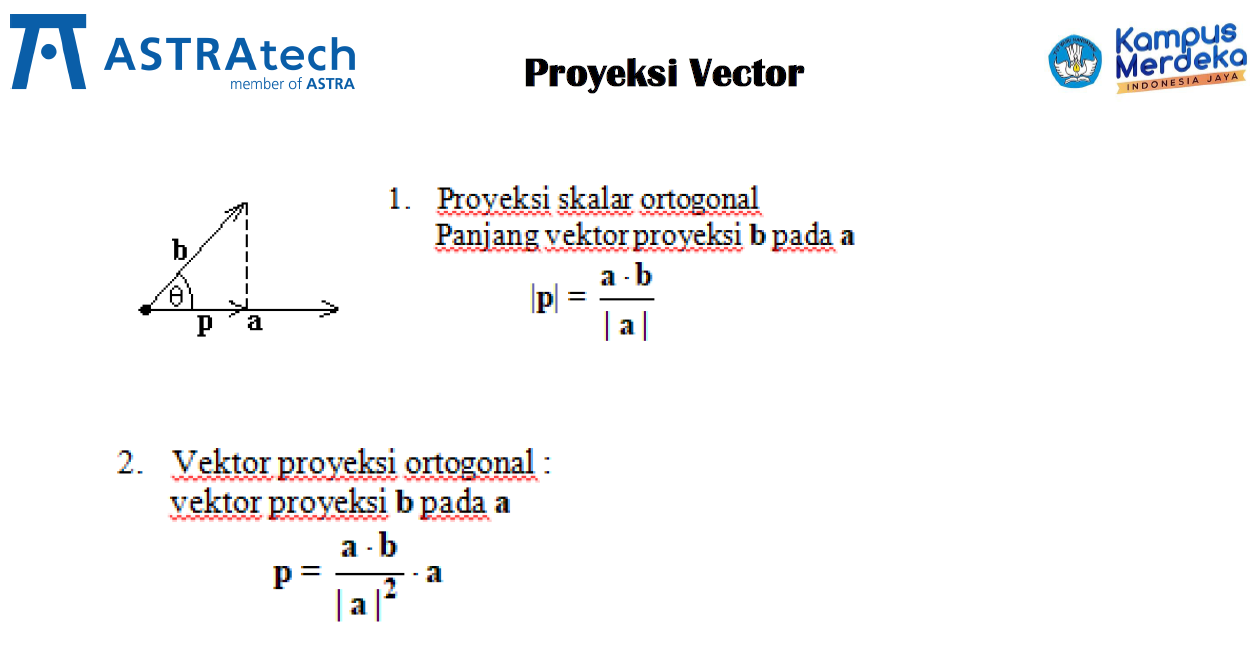 ASTRAtech
member of ASTRA
Proyeksi Vector
Kampus
Merdeka
INDONESIA JAYA
1. Proyeksi skalar ortogonal
Panjang vektor proyeksi b pada a
|p| = a · b / | a |
b
θ
p a
2. Vektor proyeksi ortogonal :
vektor proyeksi b pada a
p = a · b / | a |² · a